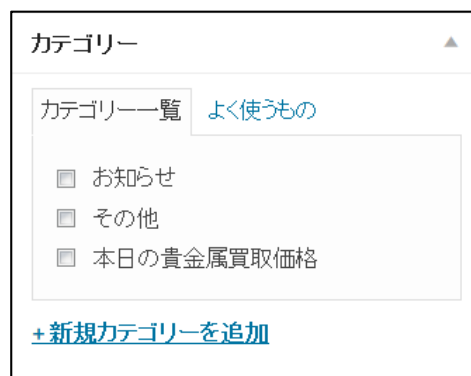 カテゴリー
カテゴリー一覧 よく使うもの
お知らせ
その他
本日の貴金属買取価格
+新規カテゴリーを追加